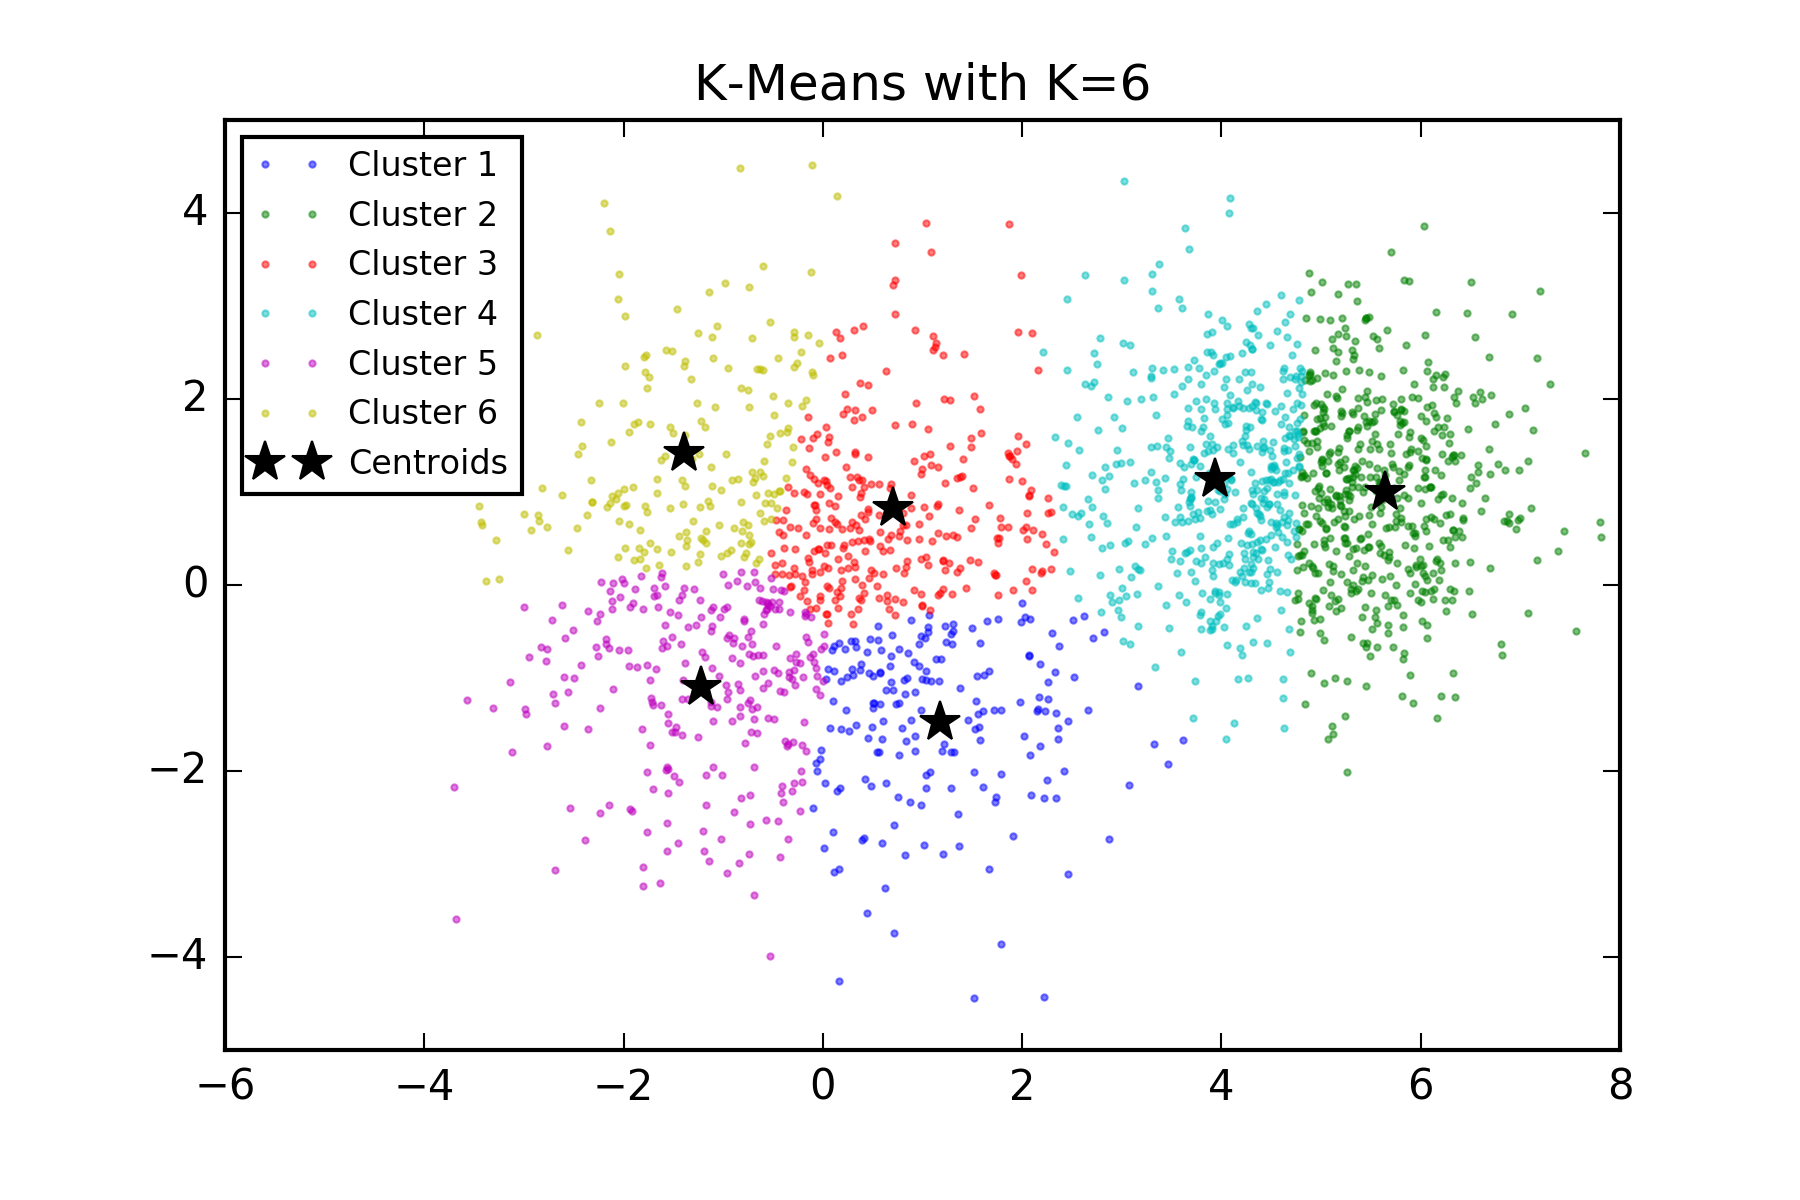 K-Means with K=6
Cluster 1
Cluster 2
Cluster 3
Cluster 4
Cluster 5
Cluster 6
Centroids
4
2
0
−2
−4
−6 −4 −2 0 2 4 6 8